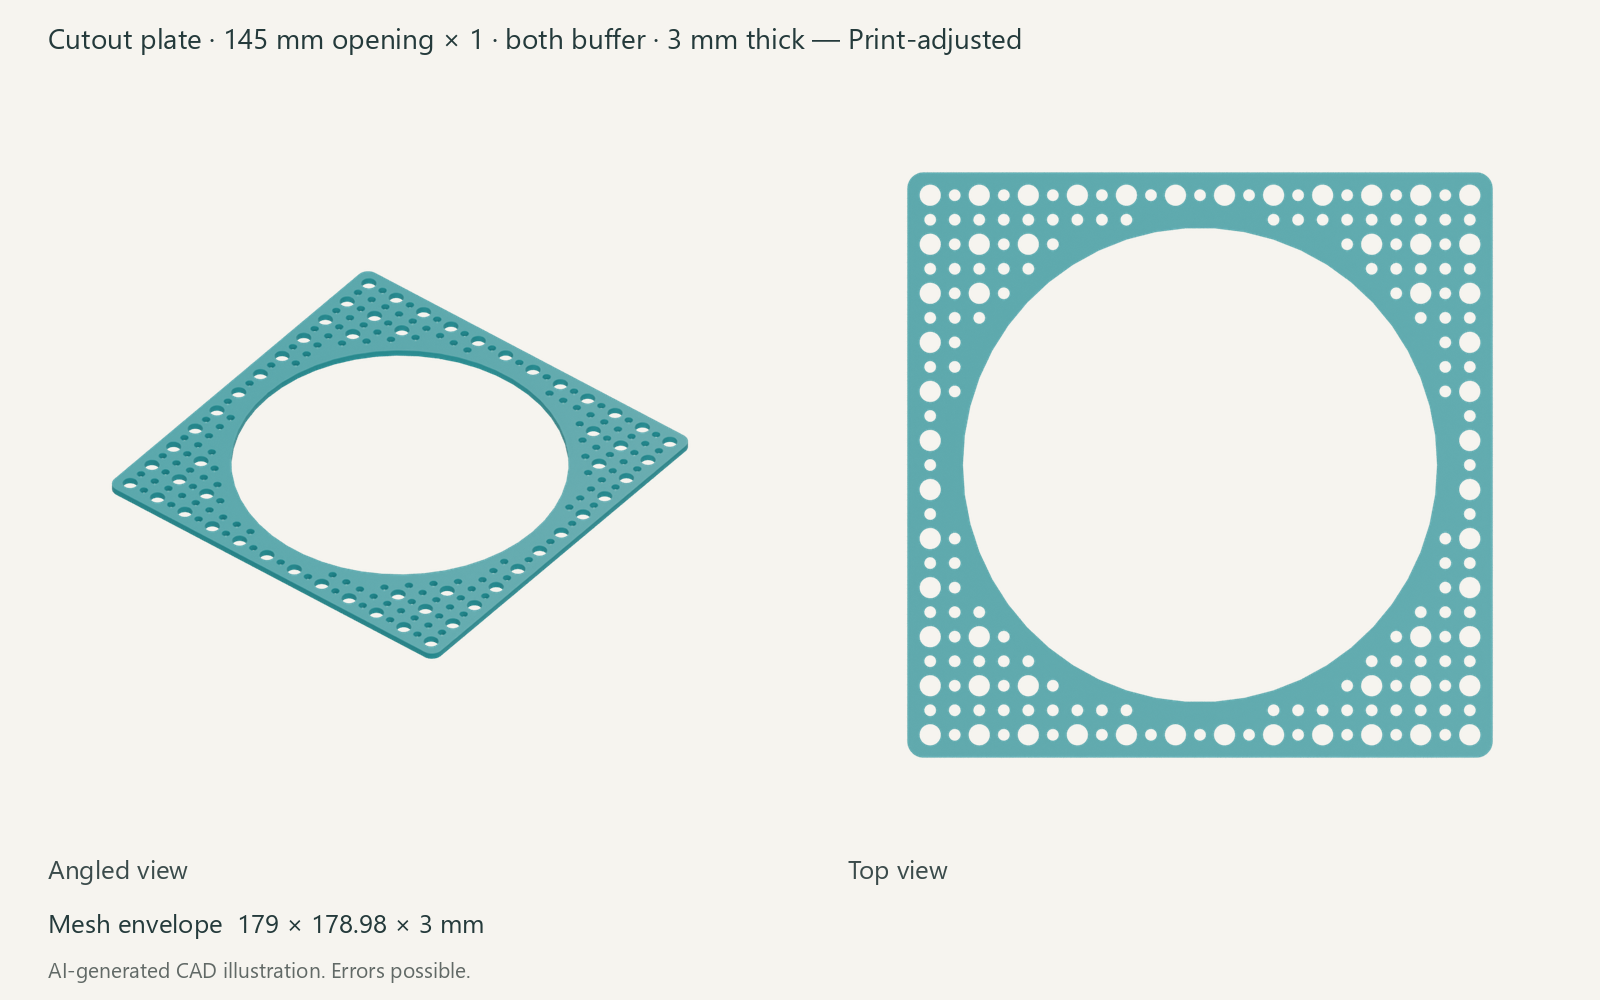 Cutout plate · 145 mm opening × 1 · both buffer · 3 mm thick — Print-adjusted
Angled view
Top view
Mesh envelope 179 × 178.98 × 3 mm
AI-generated CAD illustration. Errors possible.